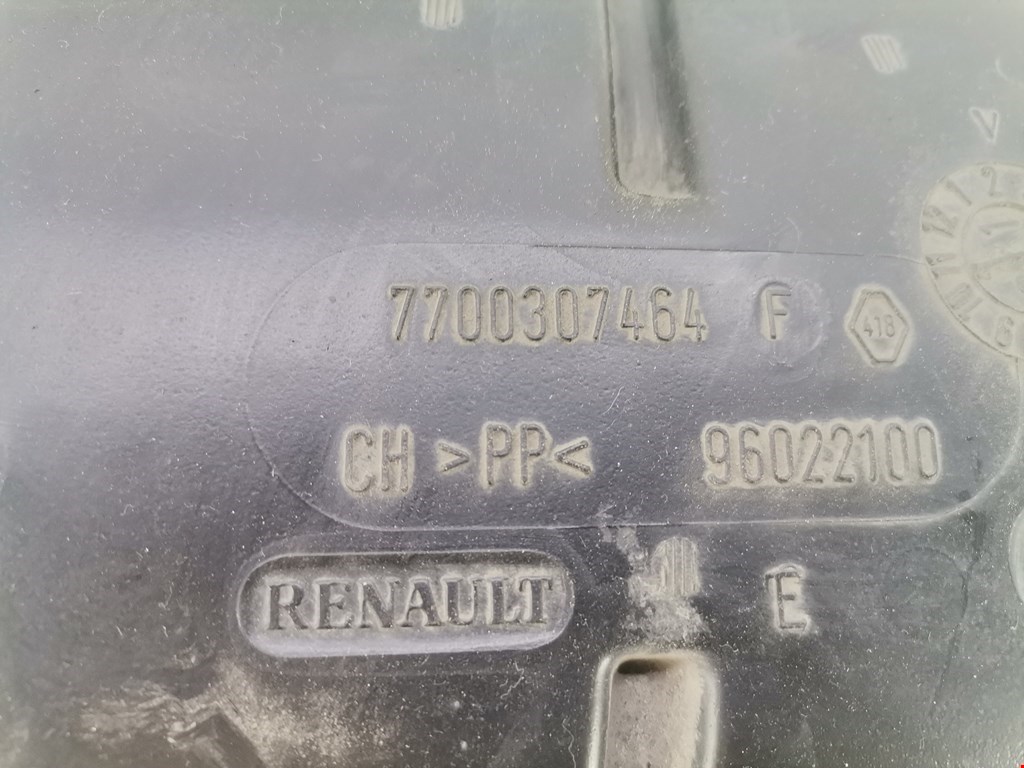 7700307464 F 418
CH >PP< 96022100
RENAULT E